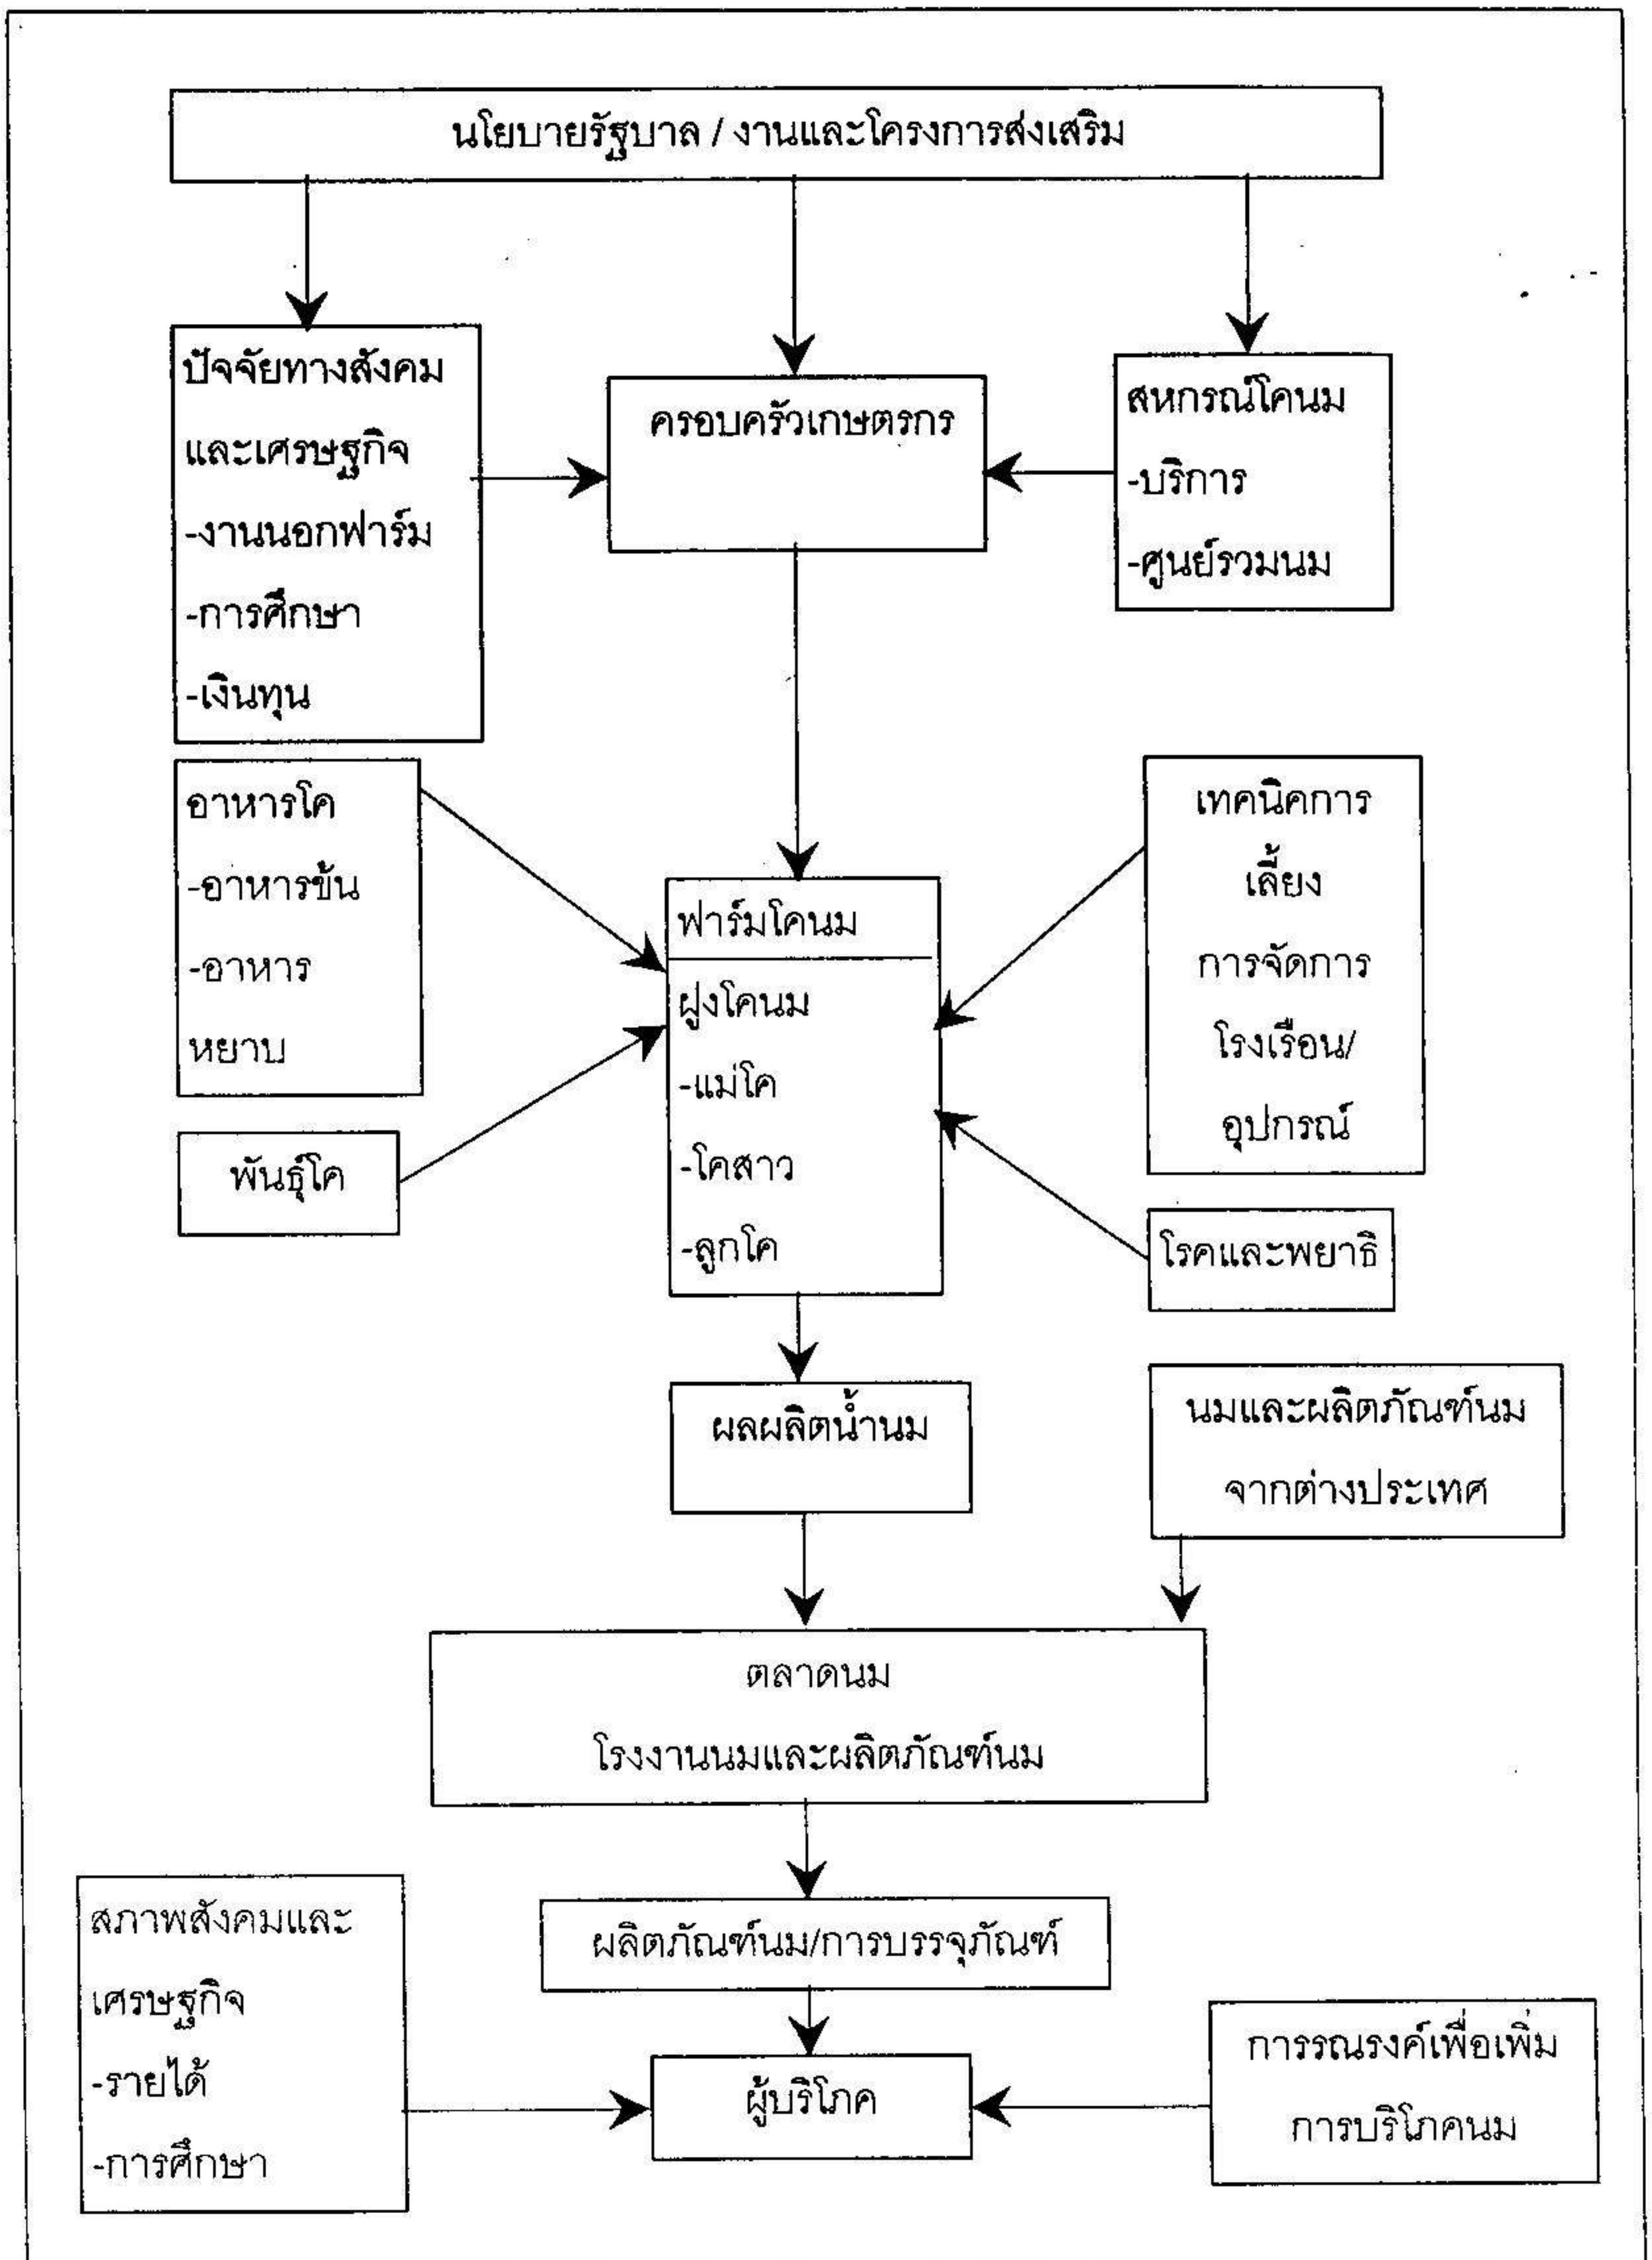 นโยบายรัฐบาล / งานและโครงการส่งเสริม
ปัจจัยทางสังคม
และเศรษฐกิจ
-งานนอกฟาร์ม
-การศึกษา
-เงินทุน
ครอบครัวเกษตรกร
สหกรณ์โคนม
-บริการ
-ศูนย์รวมนม
อาหารโค
-อาหารข้น
-อาหาร
หยาบ
พันธุ์โค
ฟาร์มโคนม
ฝูงโคนม
-แม่โค
-โคสาว
-ลูกโค
เทคนิคการ
เลี้ยง
การจัดการ
โรงเรือน/
อุปกรณ์
โรคและพยาธิ
ผลผลิตน้ำนม
นมและผลิตภัณฑ์นม
จากต่างประเทศ
ตลาดนม
โรงงานนมและผลิตภัณฑ์นม
ผลิตภัณฑ์นม/การบรรจุภัณฑ์
สภาพสังคมและ
เศรษฐกิจ
-รายได้
-การศึกษา
ผู้บริโภค
การรณรงค์เพื่อเพิ่ม
การบริโภคนม